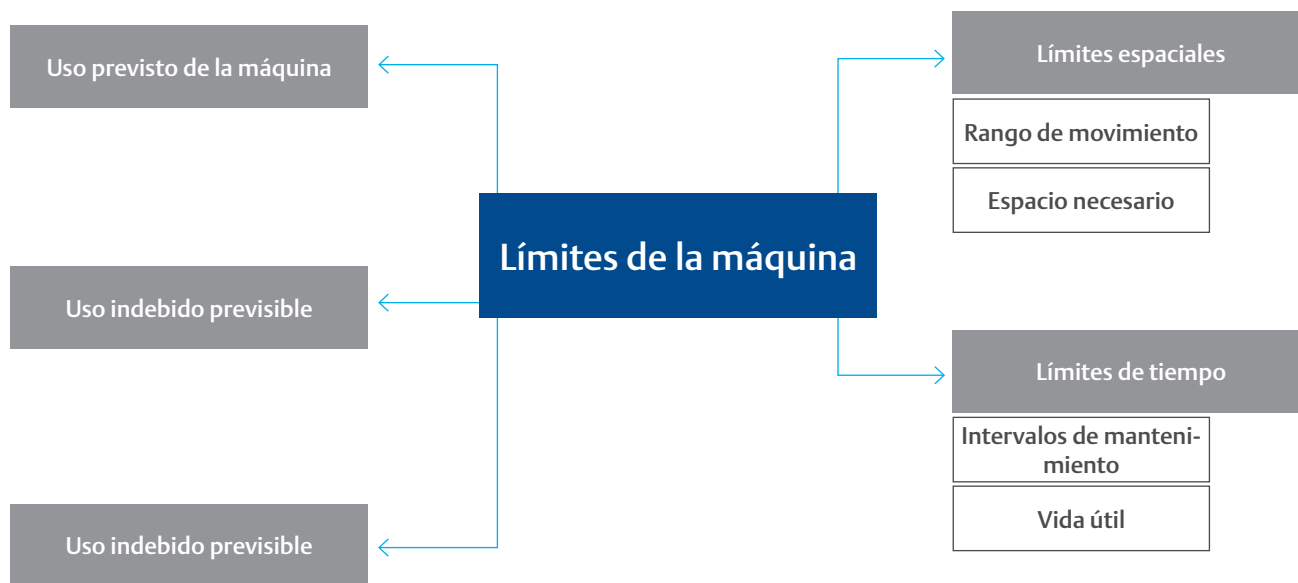 Uso previsto de la máquina
Uso indebido previsible
Uso indebido previsible
Límites de la máquina
Límites espaciales
Rango de movimiento
Espacio necesario
Límites de tiempo
Intervalos de manteni-
miento
Vida útil